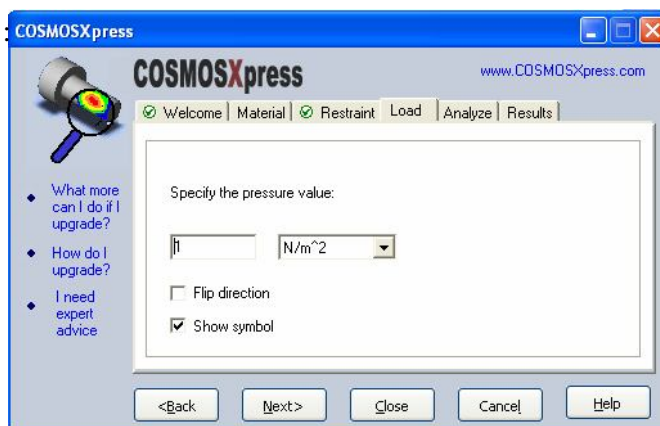 COSMOSXpress
COSMOSXpress
www.COSMOSXpress.com
Welcome Material Restraint Load Analyze Results
What more
can I do if I
upgrade?
How do I
upgrade?
I need
expert
advice
Specify the pressure value:
1 N/m^2
Flip direction
Show symbol
<Back Next> Close Cancel Help